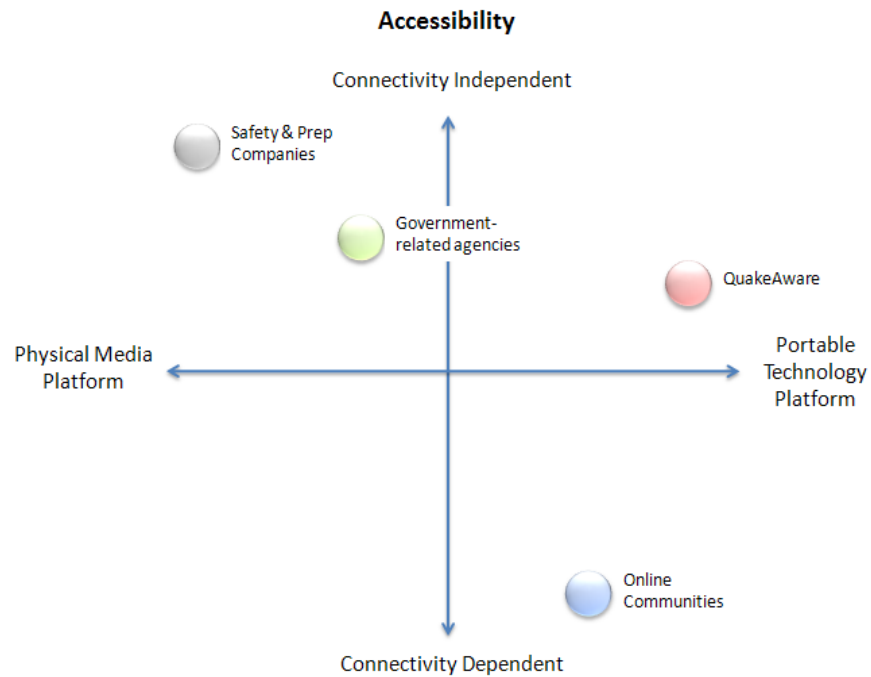 Accessibility
Connectivity Independent
Safety & Prep
Companies
Government-
related agencies
QuakeAware
Physical Media
Platform
Portable
Technology
Platform
Online
Communities
Connectivity Dependent